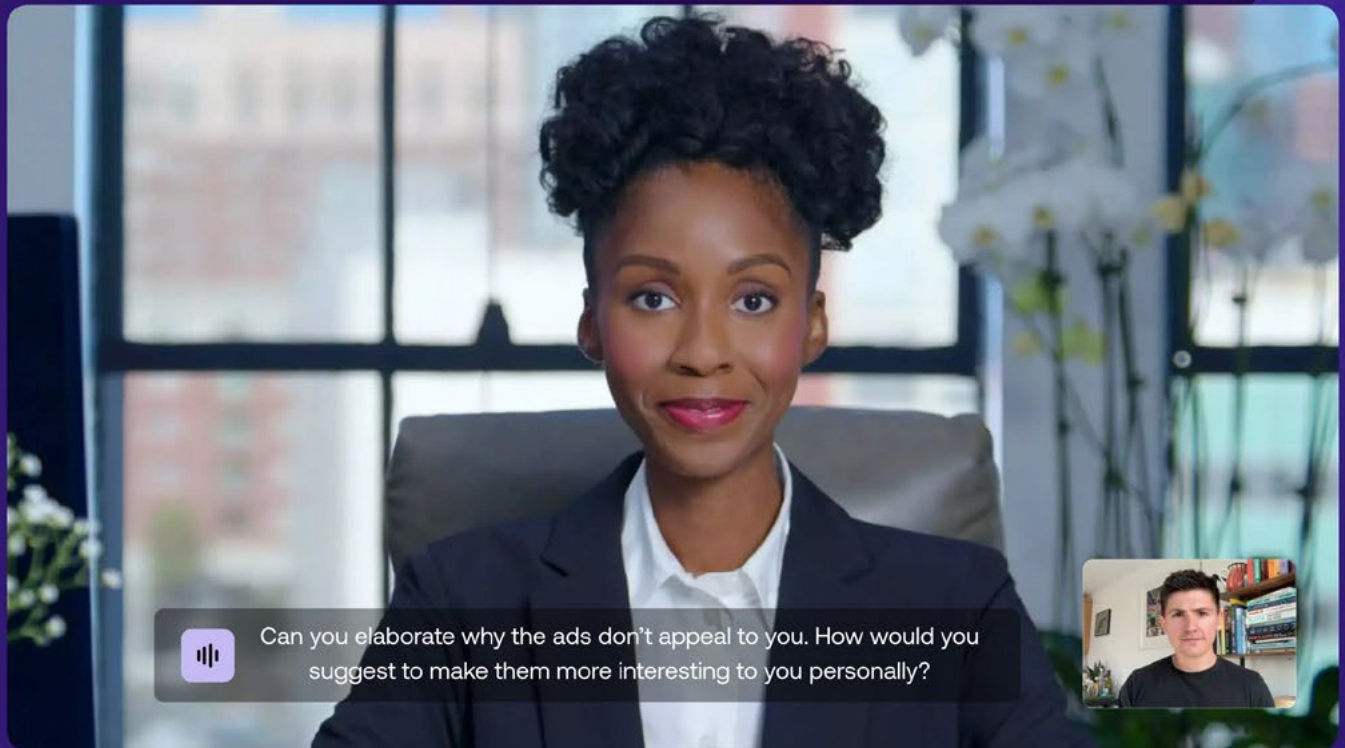 Can you elaborate why the ads don’t appeal to you. How would you
suggest to make them more interesting to you personally?